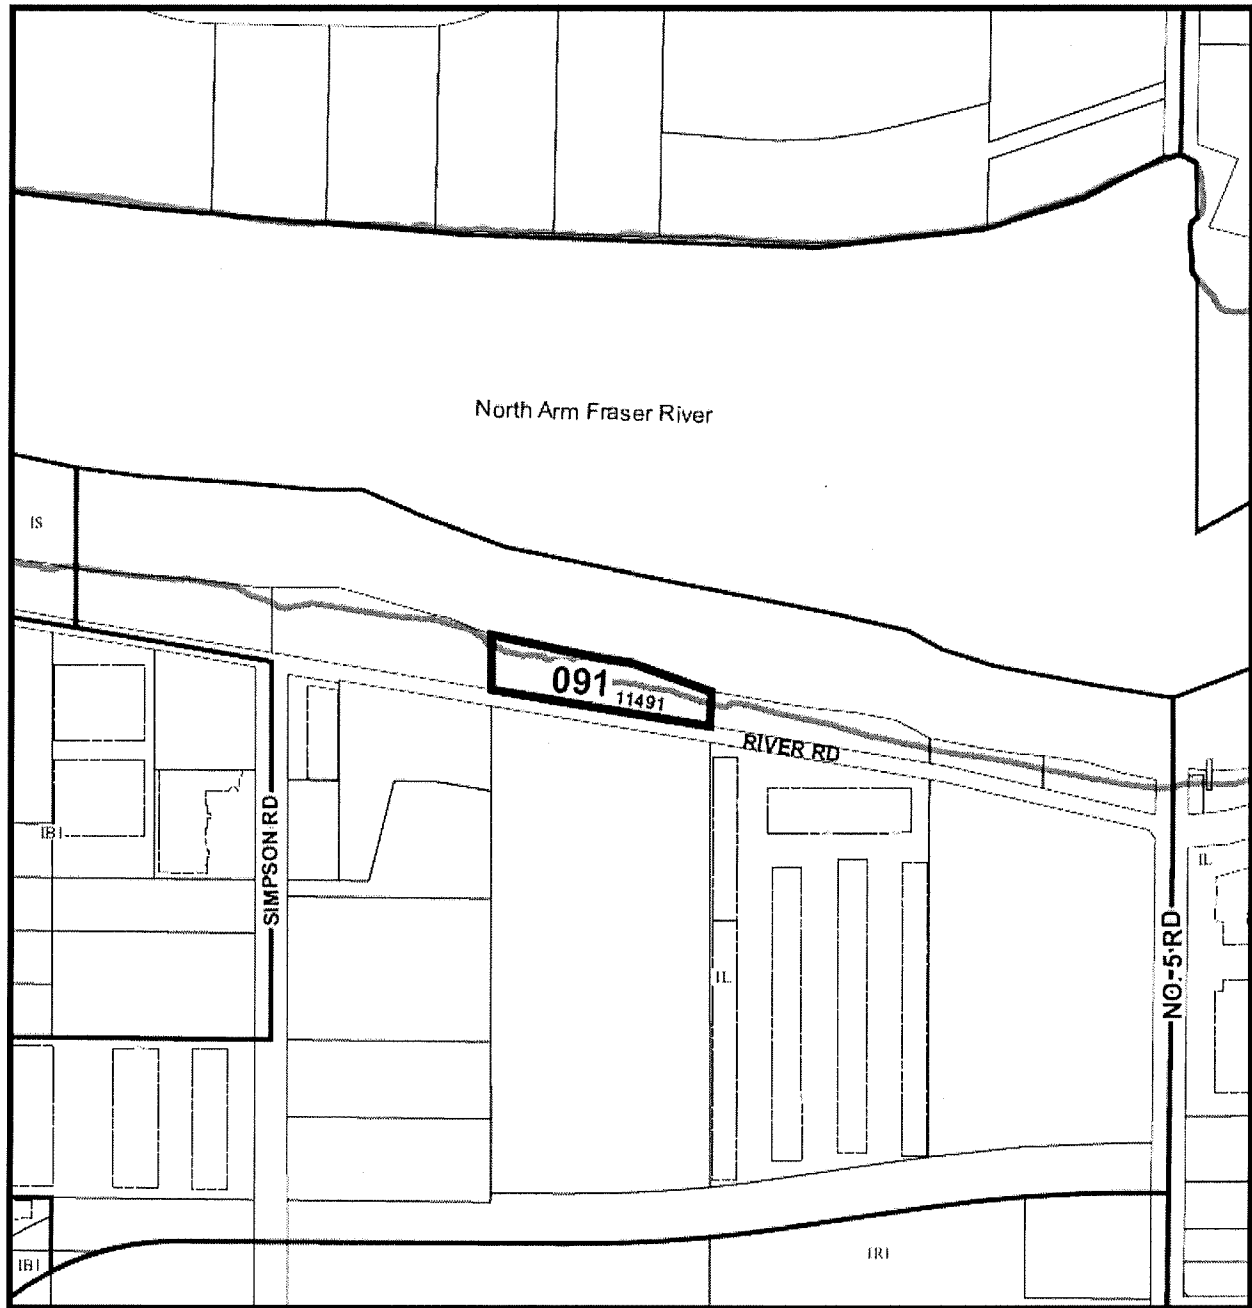 North Arm Fraser River
IS
091
11491
RIVER RD
SIMPSON RD
IB1
IL
IL
NO. 5 RD
IR1
IB1